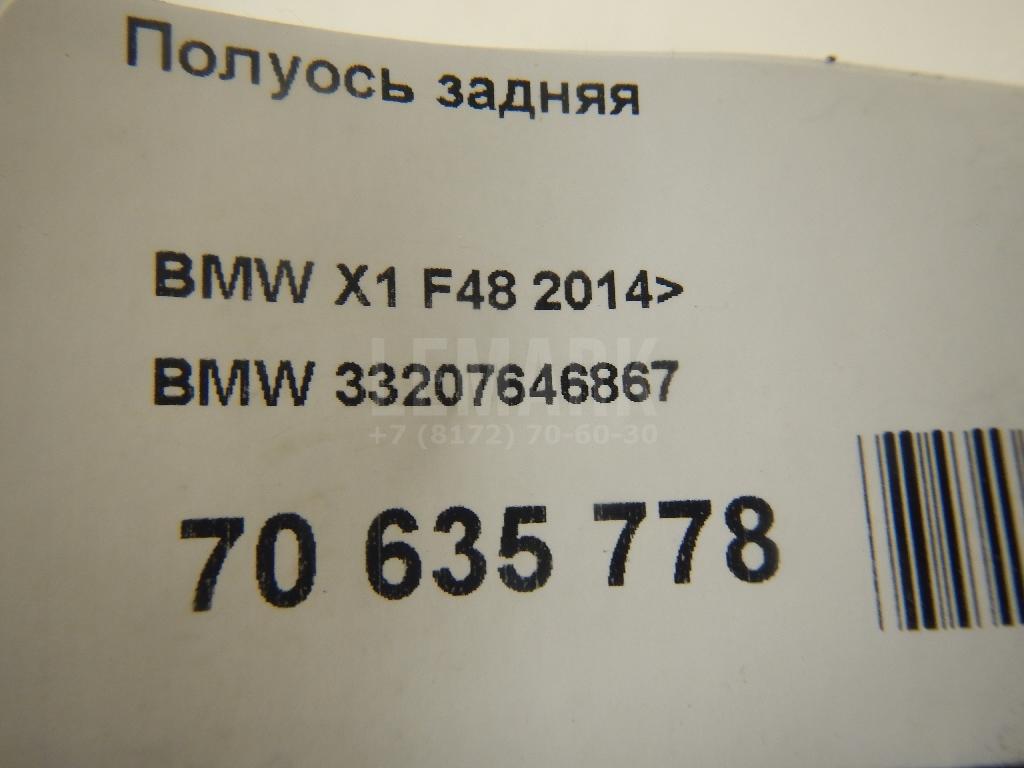 Полуось задняя
BMW X1 F48 2014>
BMW 33207646867
LEMARK
+7 (8172) 70-60-30
70 635 778